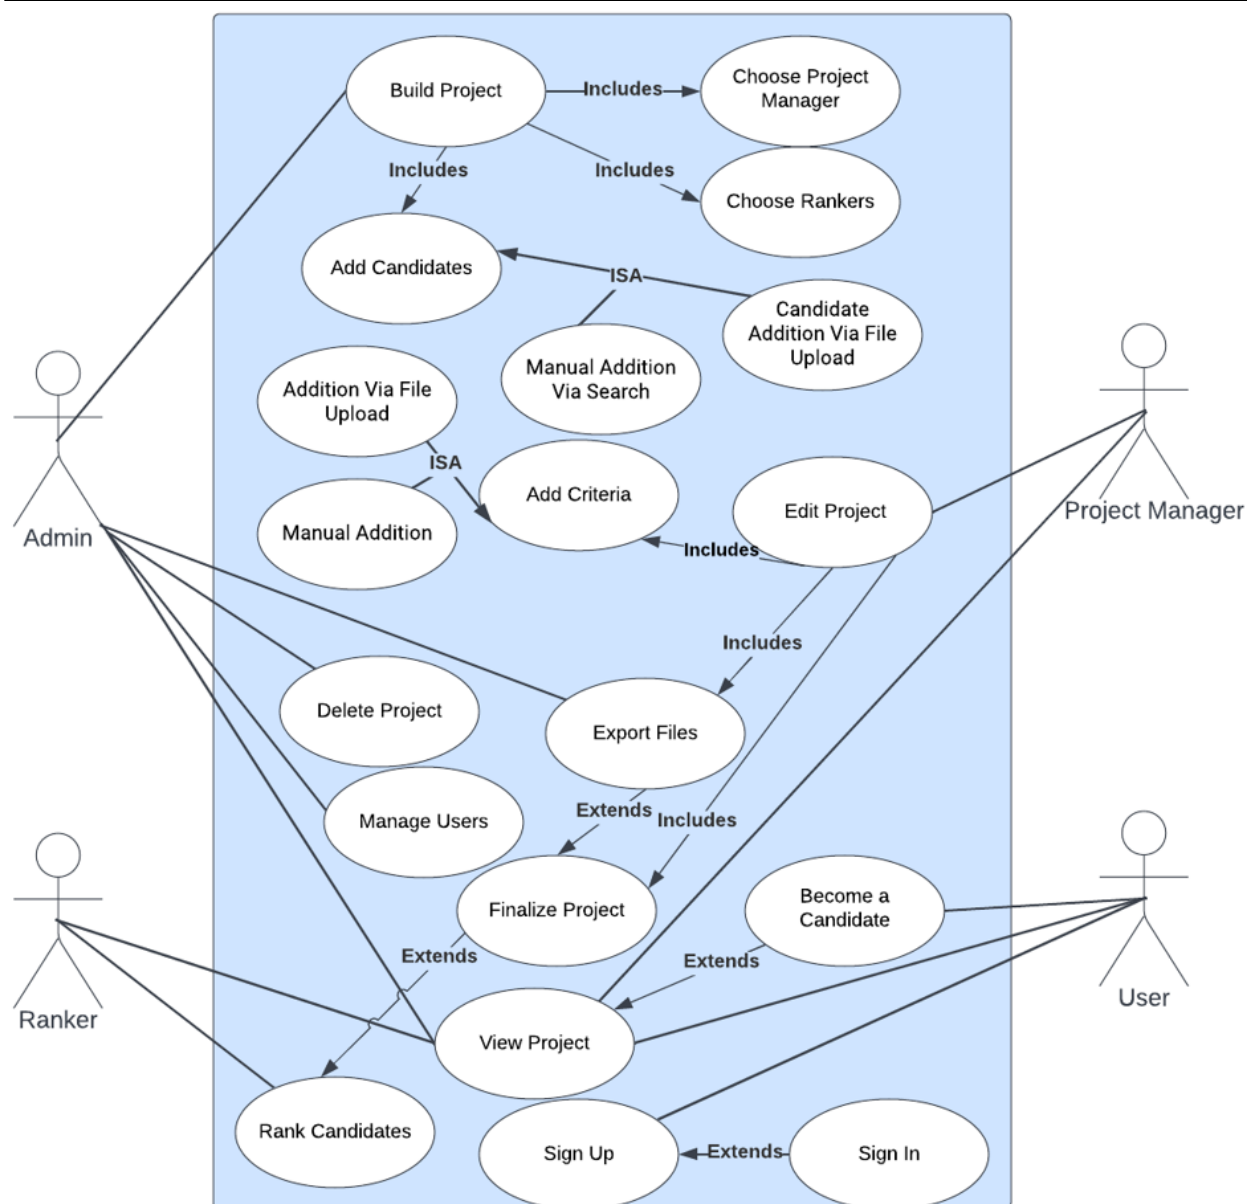 Build Project
Includes
Choose Project
Manager
Includes
Includes
Choose Rankers
Add Candidates
ISA
Candidate
Addition Via File
Upload
Manual Addition
Via Search
Addition Via File
Upload
ISA
Add Criteria
Edit Project
Project Manager
Manual Addition
Admin
Includes
Includes
Delete Project
Export Files
Extends
Includes
Manage Users
Become a
Candidate
Finalize Project
Extends
Extends
User
Ranker
View Project
Rank Candidates
Sign Up
Extends
Sign In